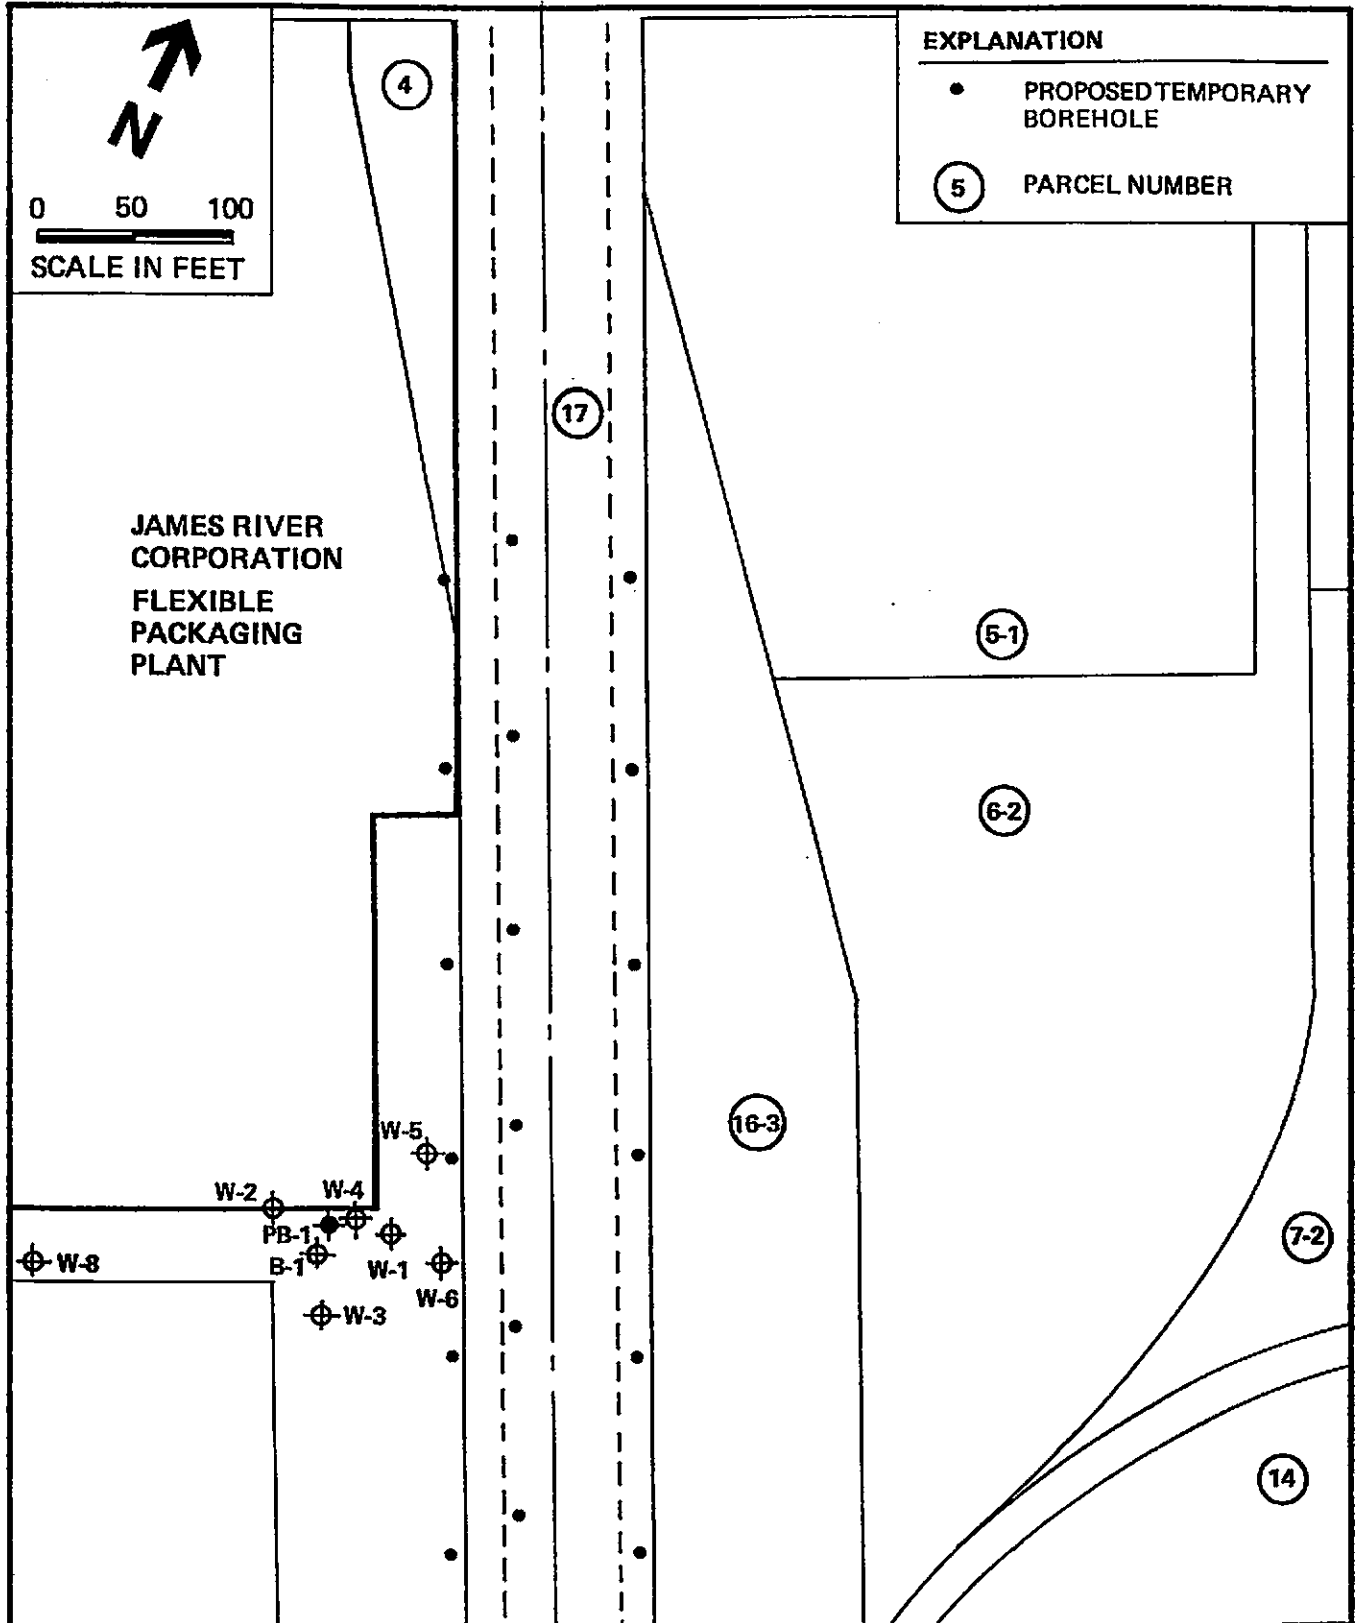 N
0 50 100
SCALE IN FEET
4
EXPLANATION
PROPOSED TEMPORARY
BOREHOLE
5 PARCEL NUMBER
17
JAMES RIVER
CORPORATION
FLEXIBLE
PACKAGING
PLANT
5-1
6-2
16-3
W-5
W-2
W-4
PB-1
B-1
W-1
W-8
W-6
W-3
7-2
14